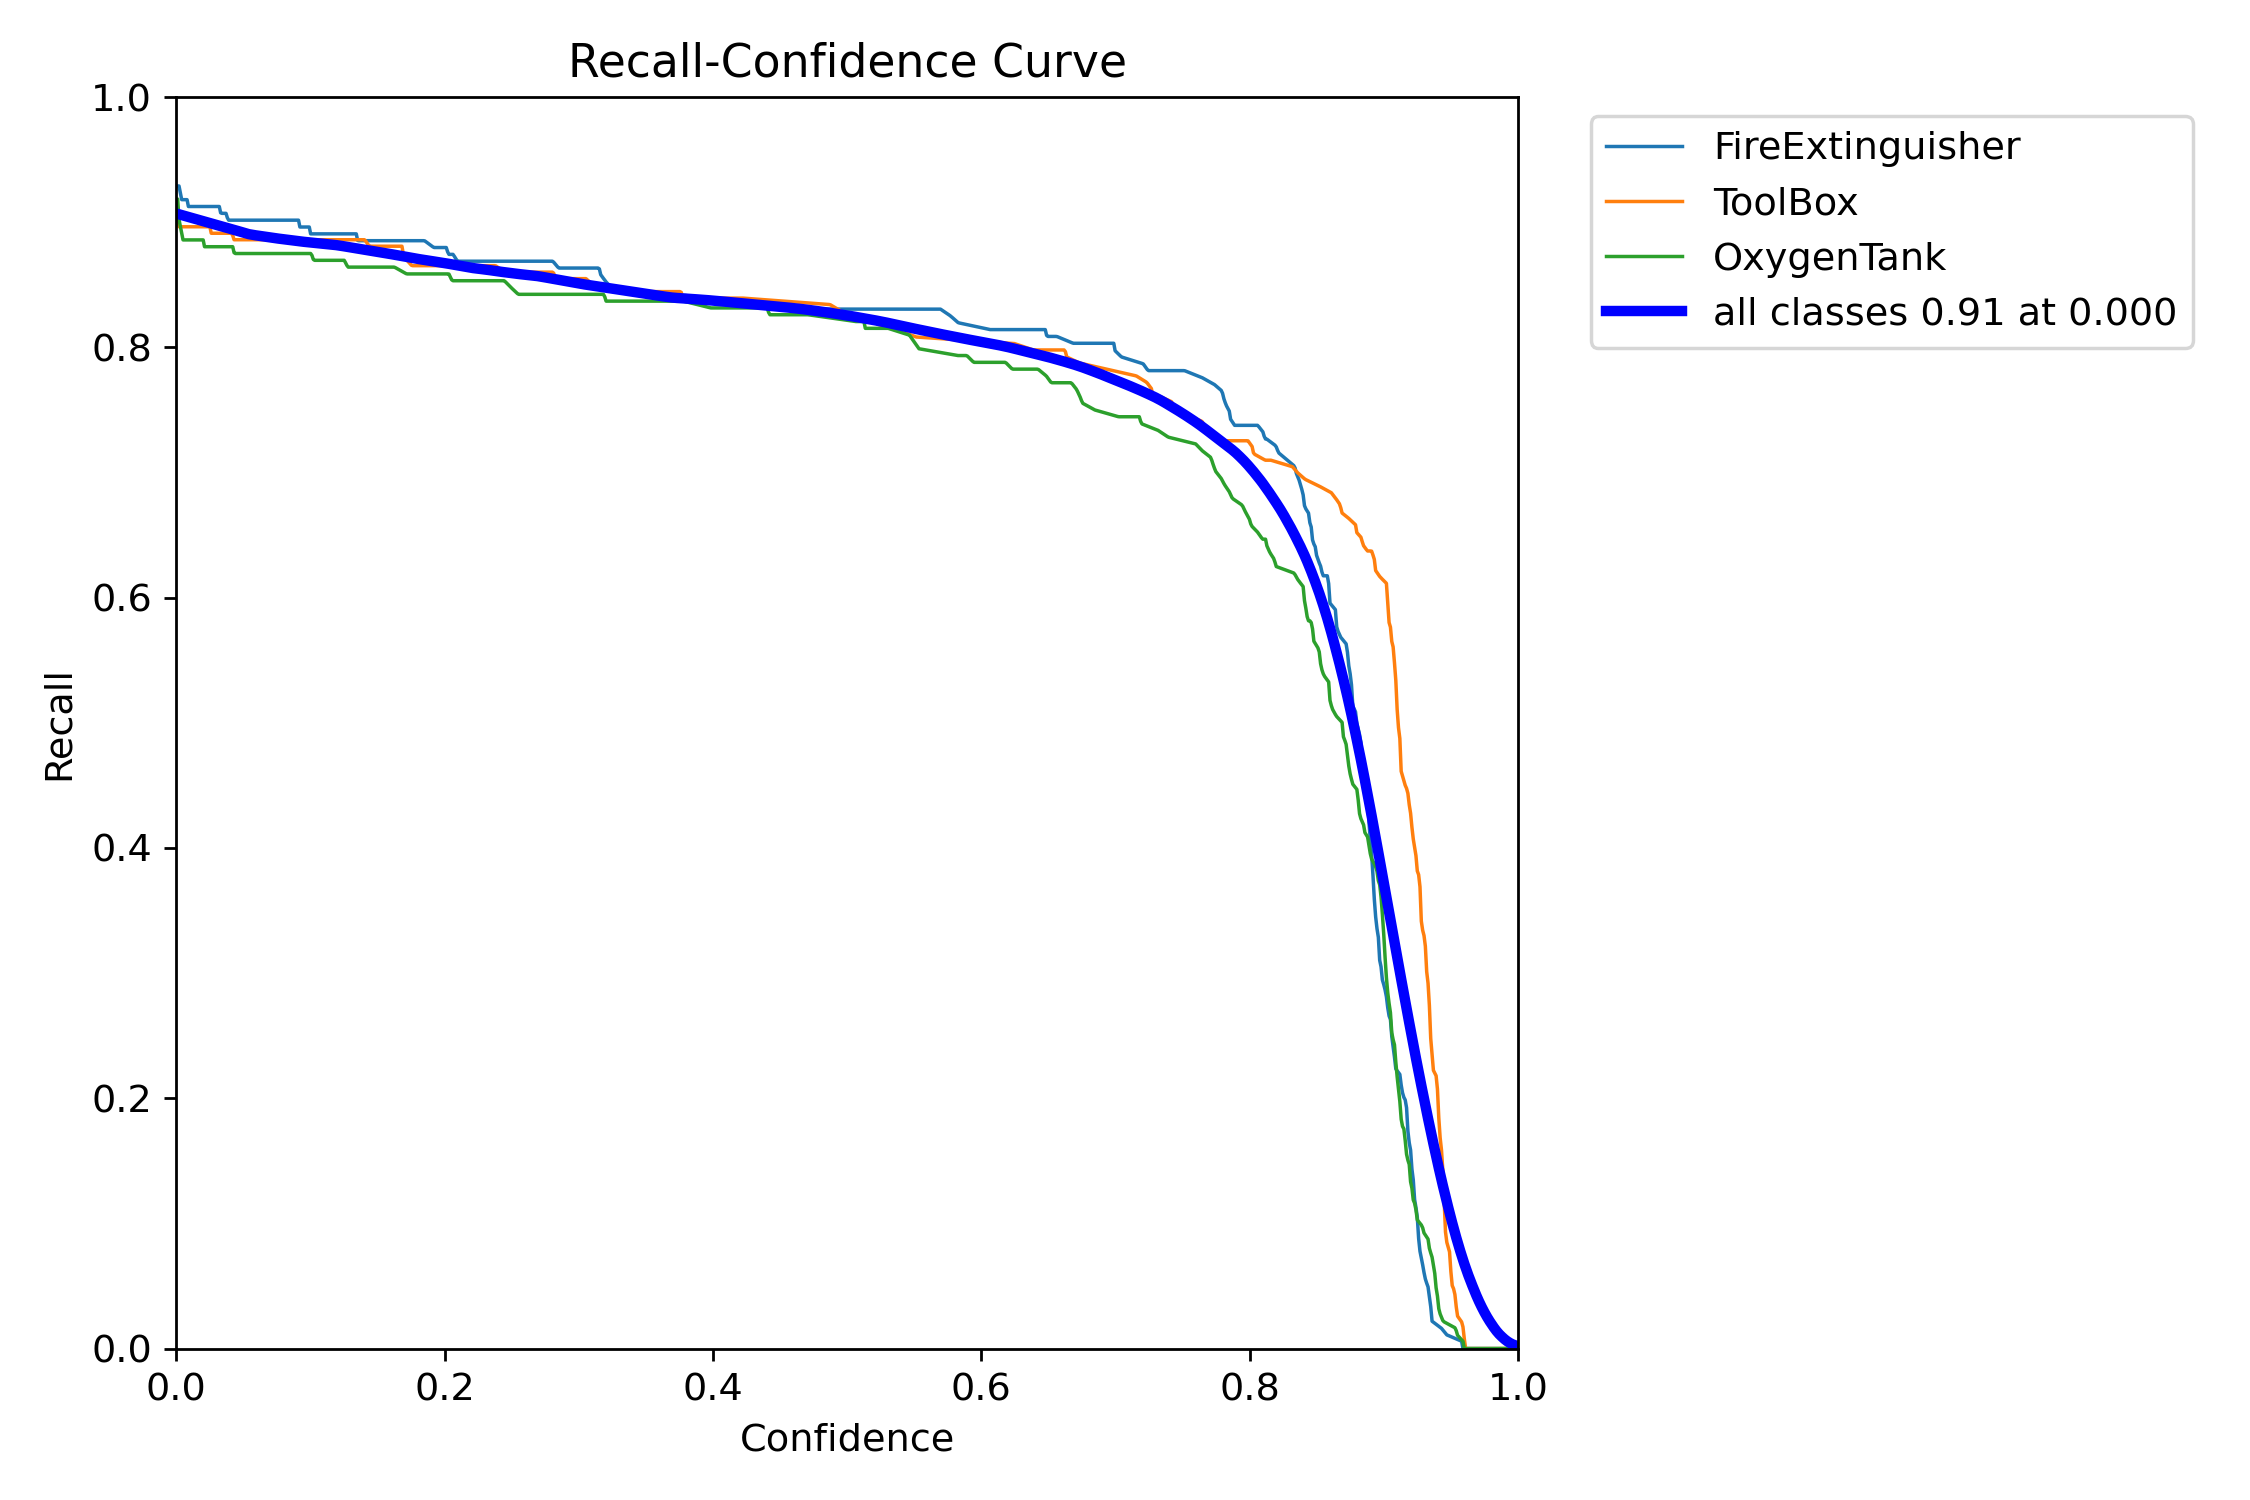 Recall-Confidence Curve
1.0
0.8
0.6
0.4
0.2
0.0
Recall
0.0 0.2 0.4 0.6 0.8 1.0
Confidence
FireExtinguisher
ToolBox
OxygenTank
all classes 0.91 at 0.000